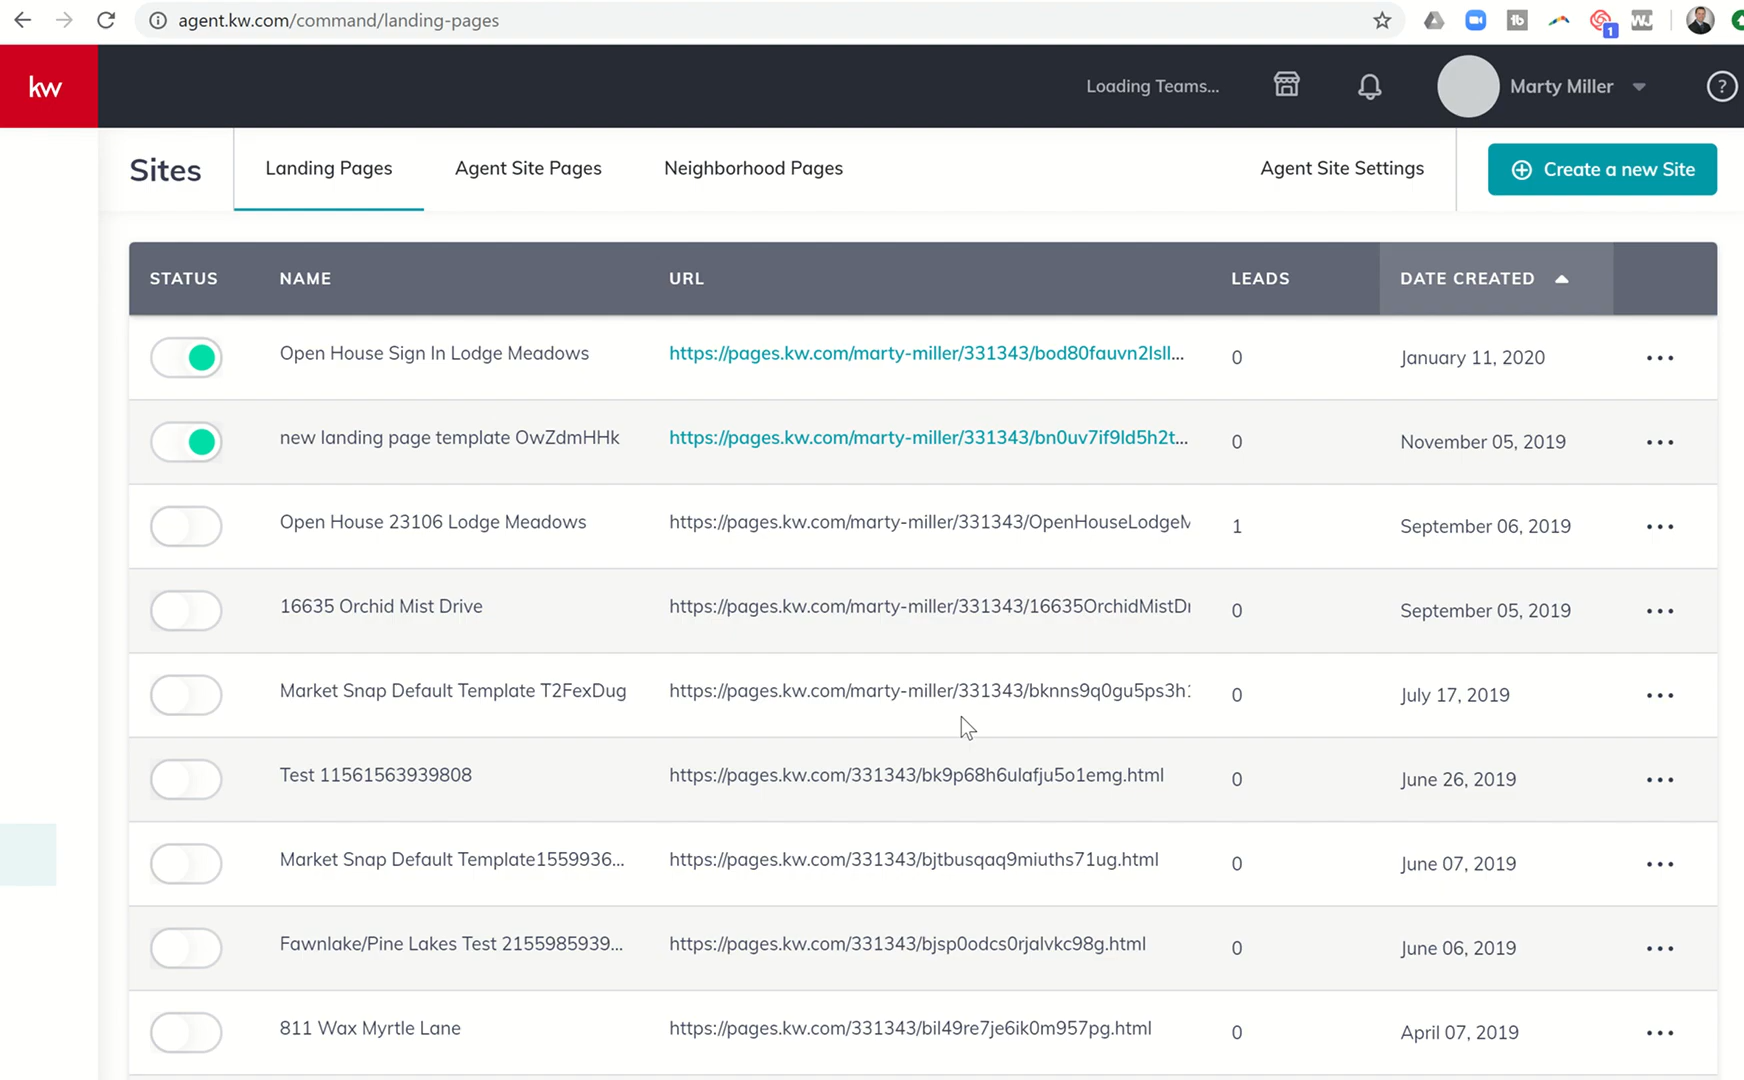 agent.kw.com/command/landing-pages
1
kw
Loading Teams...
Marty Miller
?
Sites
Landing Pages
Agent Site Pages
Neighborhood Pages
Agent Site Settings
Create a new Site
STATUS NAME URL LEADS DATE CREATED
Open House Sign In Lodge Meadows https://pages.kw.com/marty-miller/331343/bod80fauvn2lsll... 0 January 11, 2020
new landing page template OwZdmHHk https://pages.kw.com/marty-miller/331343/bn0uv7if9ld5h2t... 0 November 05, 2019
Open House 23106 Lodge Meadows https://pages.kw.com/marty-miller/331343/OpenHouseLodgeM 1 September 06, 2019
16635 Orchid Mist Drive https://pages.kw.com/marty-miller/331343/16635OrchidMistDr 0 September 05, 2019
Market Snap Default Template T2FexDug https://pages.kw.com/marty-miller/331343/bknns9q0gu5ps3h 0 July 17, 2019
Test 11561563939808 https://pages.kw.com/331343/bk9p68h6ulafju5o1emg.html 0 June 26, 2019
Market Snap Default Template1559936... https://pages.kw.com/331343/bjtbusqaq9miuths71ug.html 0 June 07, 2019
Fawnlake/Pine Lakes Test 2155985939... https://pages.kw.com/331343/bjsp0odcs0rjalvkc98g.html 0 June 06, 2019
811 Wax Myrtle Lane https://pages.kw.com/331343/bil49re7je6ik0m957pg.html 0 April 07, 2019